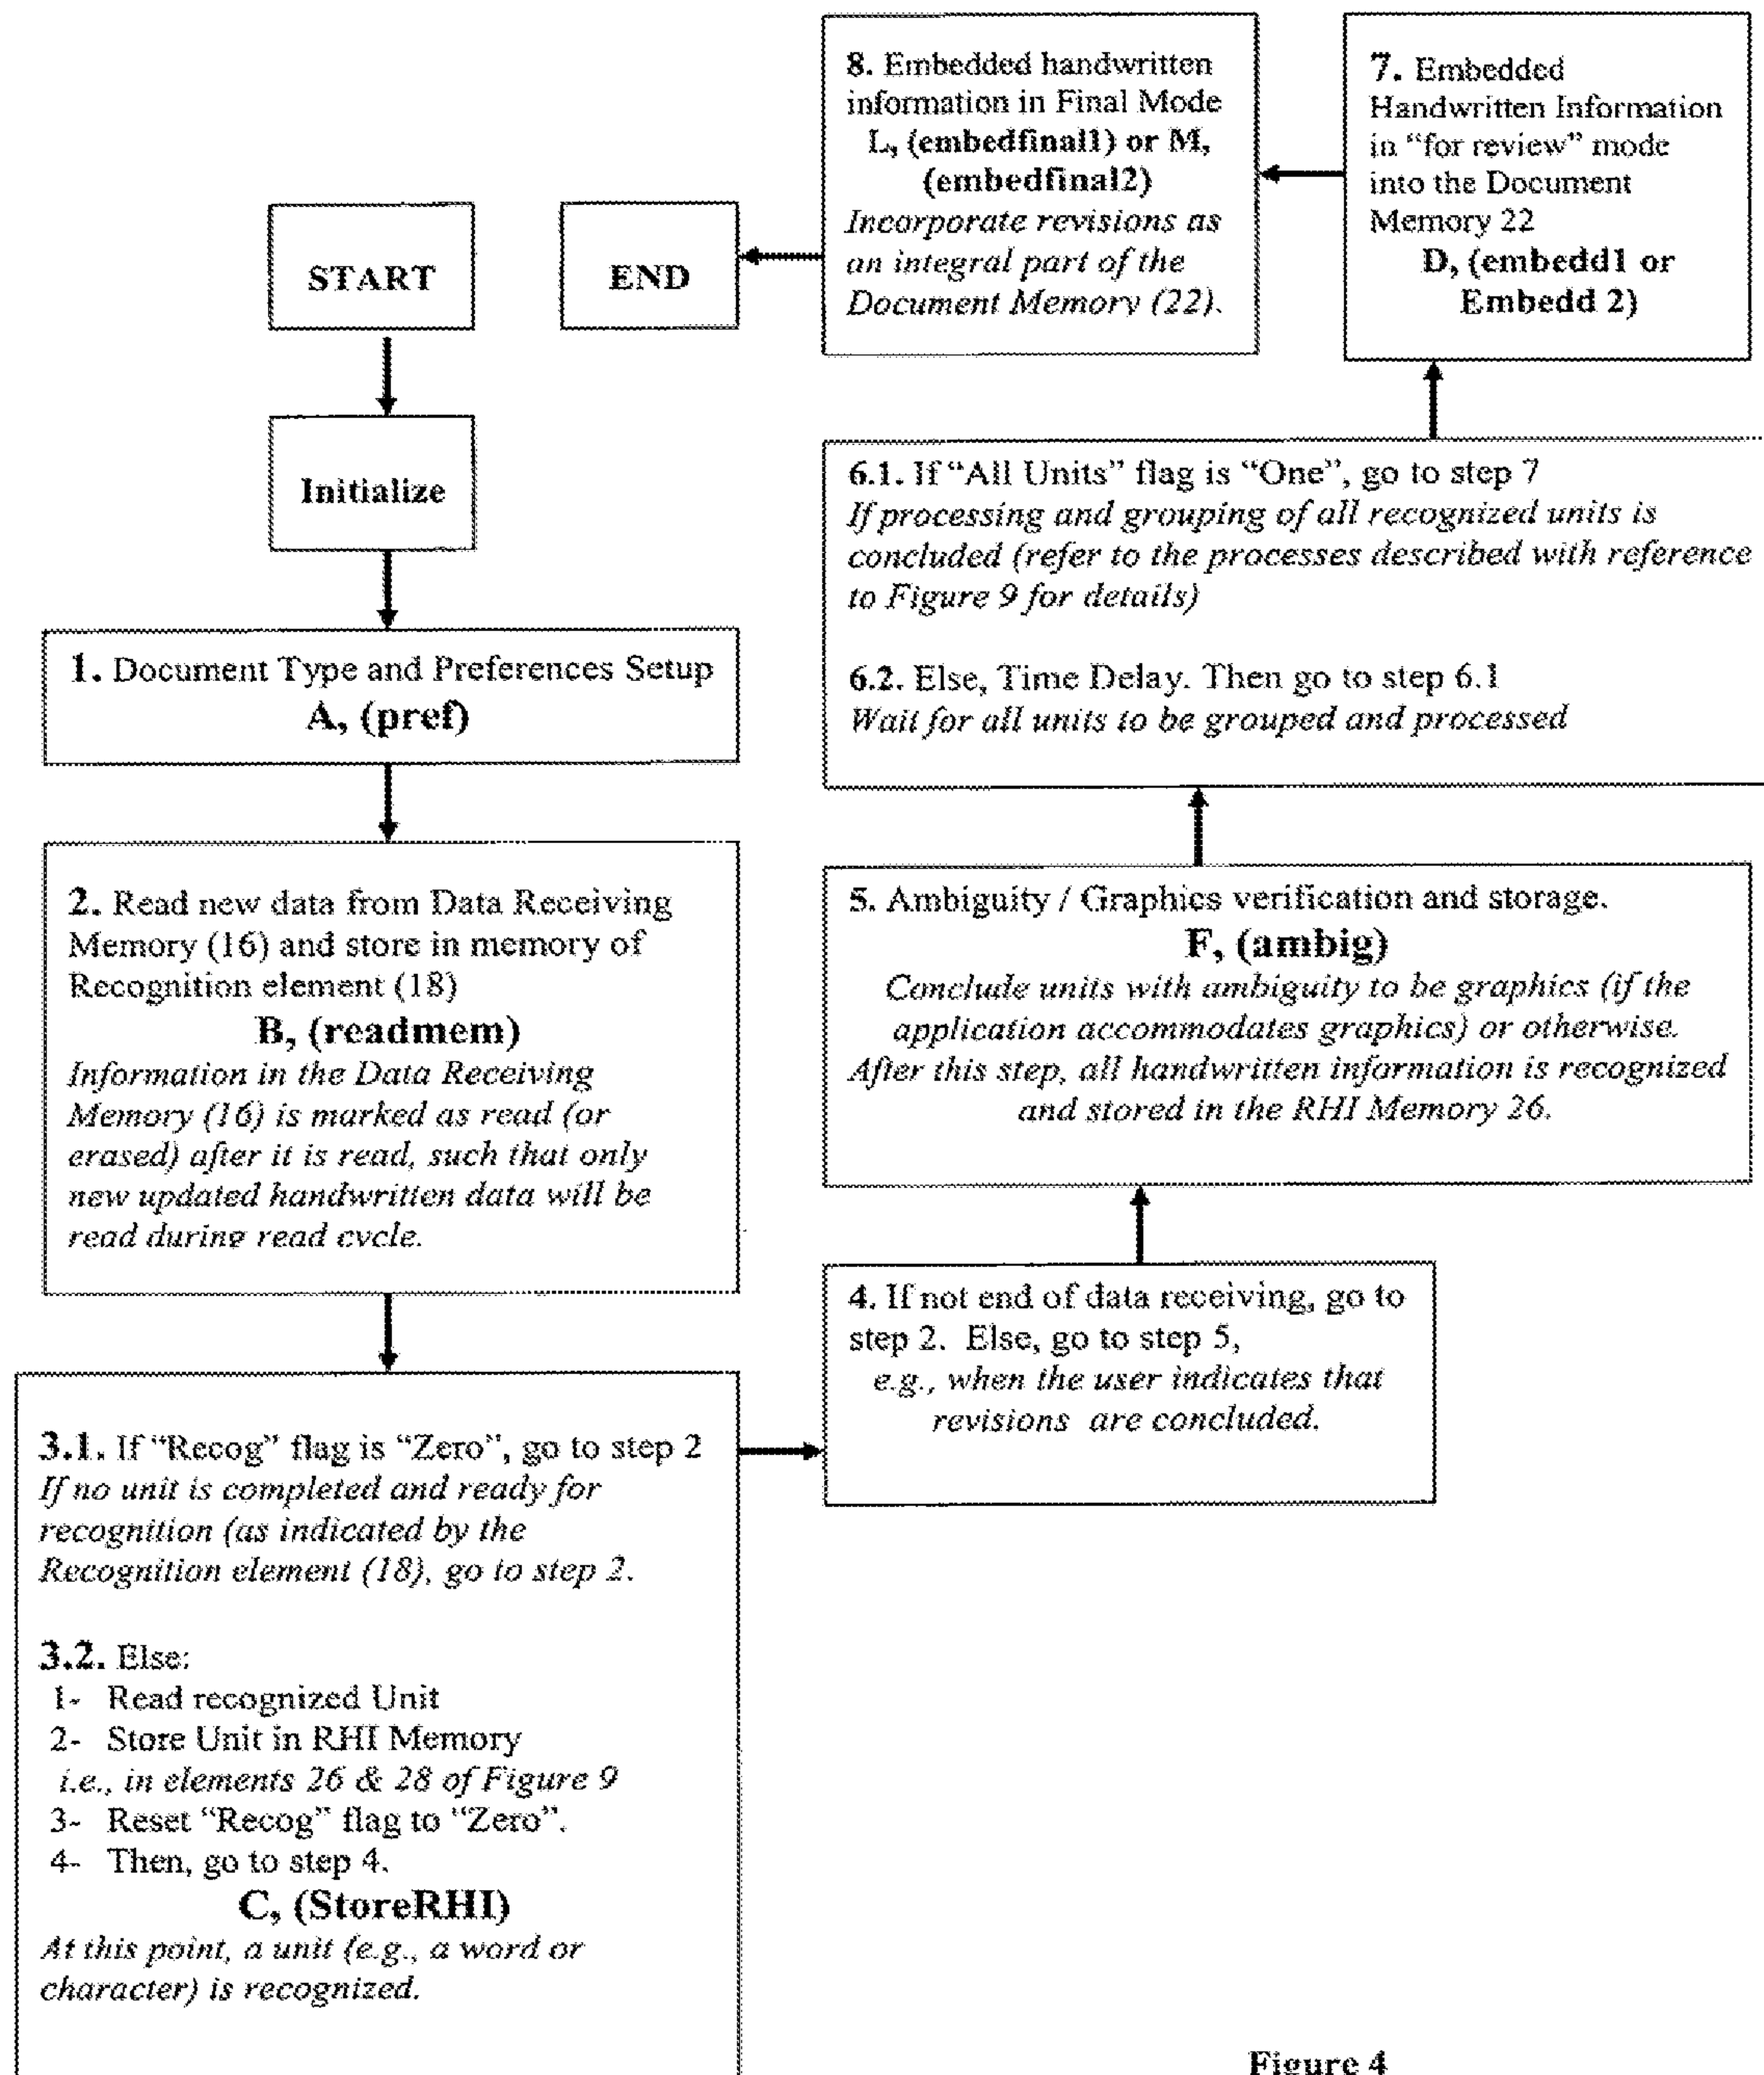 START
Initialize
1. Document Type and Preferences Setup
A, (pref)
2. Read new data from Data Receiving
Memory (16) and store in memory of
Recognition element (18)
B, (readmem)
Information in the Data Receiving
Memory (16) is marked as read (or
erased) after it is read, such that only
new updated handwritten data will be
read during read cycle.
3.1. If “Recog” flag is “Zero”, go to step 2
If no unit is completed and ready for
recognition (as indicated by the
Recognition element (18), go to step 2.
3.2. Else:
1- Read recognized Unit
2- Store Unit in RHI Memory
i.e., in elements 26 & 28 of Figure 9
3- Reset “Recog” flag to “Zero”.
4- Then, go to step 4.
C, (StoreRHI)
At this point, a unit (e.g., a word or
character) is recognized.
4. If not end of data receiving, go to
step 2. Else, go to step 5,
e.g., when the user indicates that
revisions are concluded.
5. Ambiguity / Graphics verification and storage.
F, (ambig)
Conclude units with ambiguity to be graphics (if the
application accommodates graphics) or otherwise.
After this step, all handwritten information is recognized
and stored in the RHI Memory 26.
6.1. If “All Units” flag is “One”, go to step 7
If processing and grouping of all recognized units is
concluded (refer to the processes described with reference
to Figure 9 for details)
6.2. Else, Time Delay. Then go to step 6.1
Wait for all units to be grouped and processed
7. Embedded
Handwritten Information
in “for review” mode
into the Document
Memory 22
D, (embedd1 or
Embedd 2)
8. Embedded handwritten
information in Final Mode
L, (embedfinal1) or M,
(embedfinal2)
Incorporate revisions as
an integral part of the
Document Memory (22).
END
Figure 4